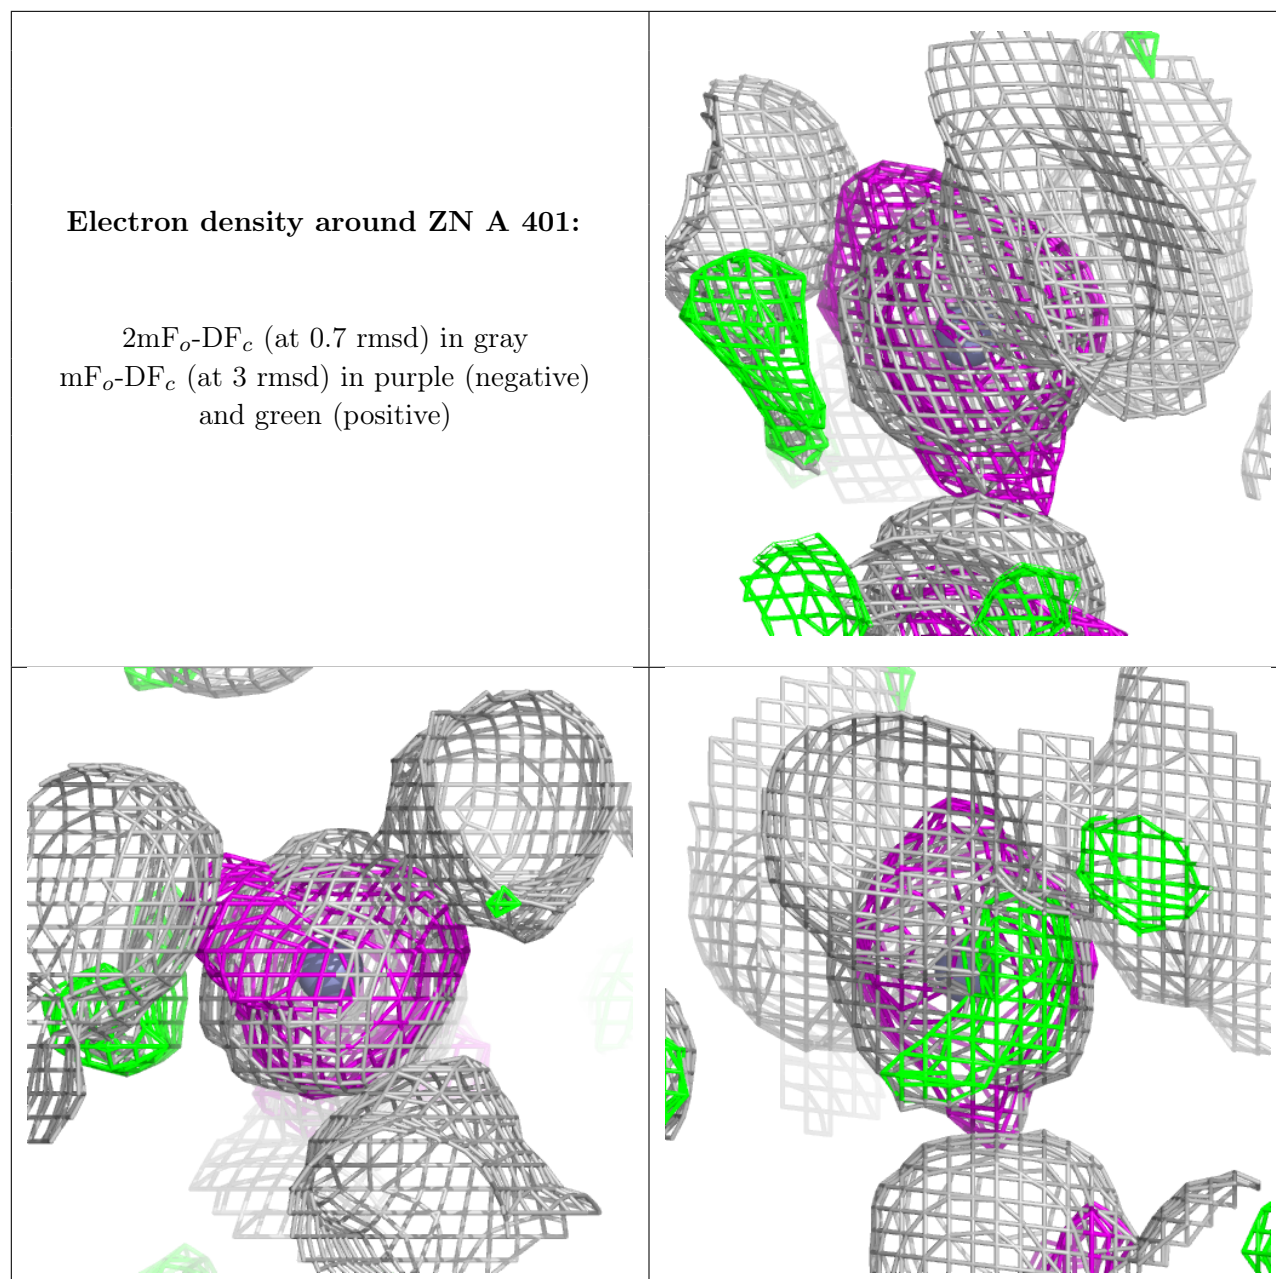 Electron density around ZN A 401:
2mFo-DFc (at 0.7 rmsd) in gray
mFo-DFc (at 3 rmsd) in purple (negative)
and green (positive)